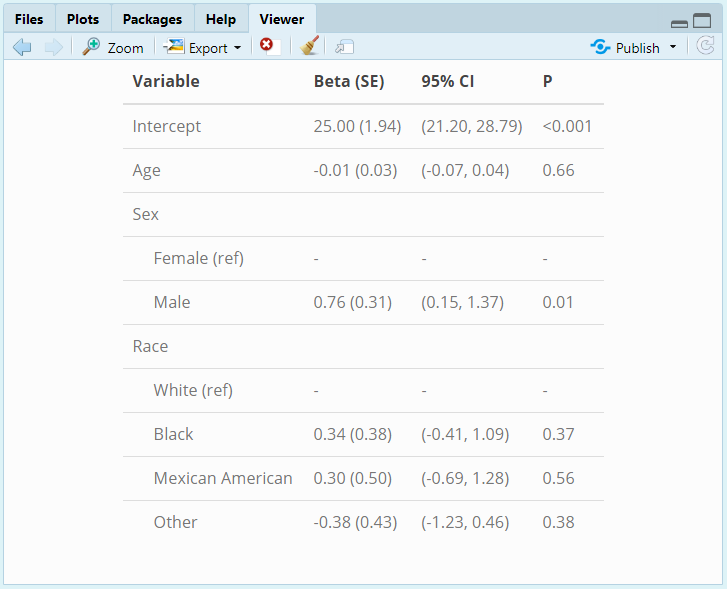 Files Plots Packages Help Viewer
Zoom Export Publish
Variable Beta (SE) 95% CI P
Intercept 25.00 (1.94) (21.20, 28.79) <0.001
Age -0.01 (0.03) (-0.07, 0.04) 0.66
Sex
Female (ref) - - -
Male 0.76 (0.31) (0.15, 1.37) 0.01
Race
White (ref) - - -
Black 0.34 (0.38) (-0.41, 1.09) 0.37
Mexican American 0.30 (0.50) (-0.69, 1.28) 0.56
Other -0.38 (0.43) (-1.23, 0.46) 0.38